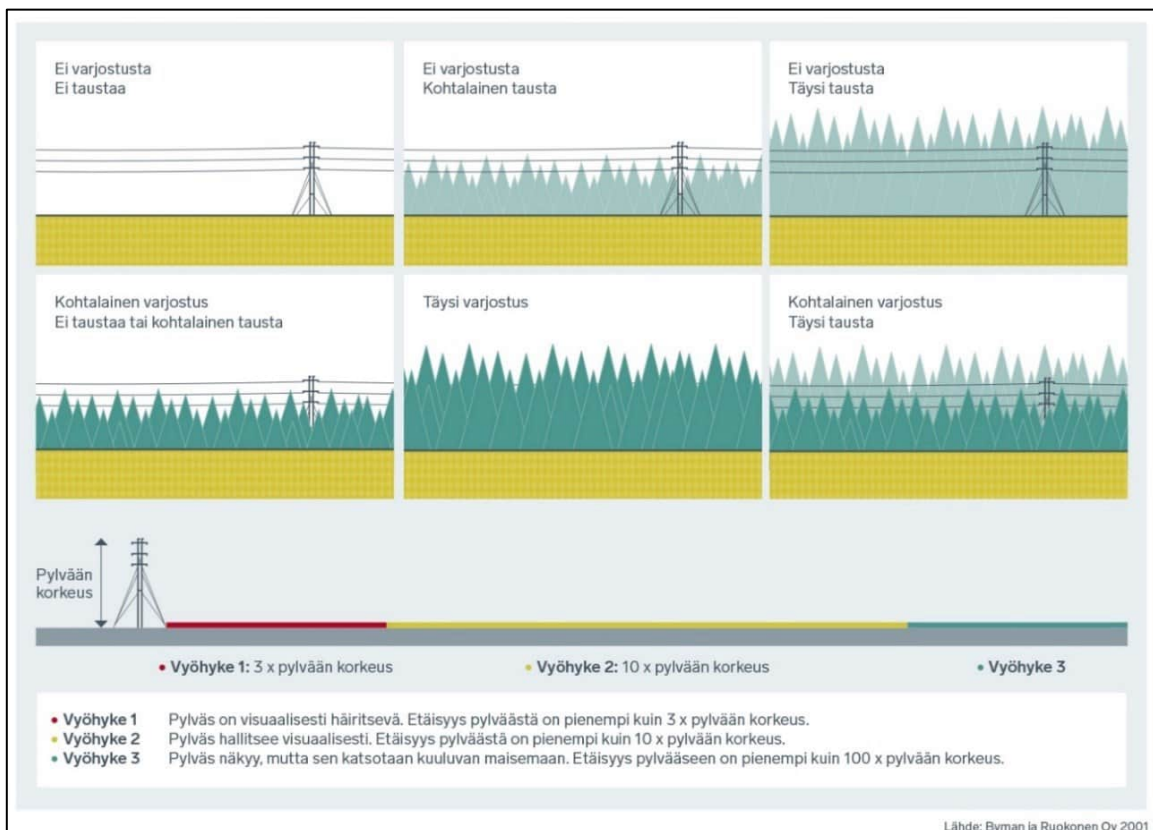 Ei varjostusta
Ei taustaa
Ei varjostusta
Kohtalainen tausta
Ei varjostusta
Täysi tausta
Kohtalainen varjostus
Ei taustaa tai kohtalainen tausta
Täysi varjostus
Kohtalainen varjostus
Täysi tausta
Pylvään
korkeus
• Vyöhyke 1: 3 x pylvään korkeus
• Vyöhyke 2: 10 x pylvään korkeus
• Vyöhyke 3
• Vyöhyke 1 Pylväs on visuaalisesti häiritsevä. Etäisyys pylväästä on pienempi kuin 3 x pylvään korkeus.
• Vyöhyke 2 Pylväs hallitsee visuaalisesti. Etäisyys pylväästä on pienempi kuin 10 x pylvään korkeus.
• Vyöhyke 3 Pylväs näkyy, mutta sen katsotaan kuuluvan maisemaan. Etäisyys pylvääseen on pienempi kuin 100 x pylvään korkeus.
Lähde: Byman ja Ruokonen Oy 2001